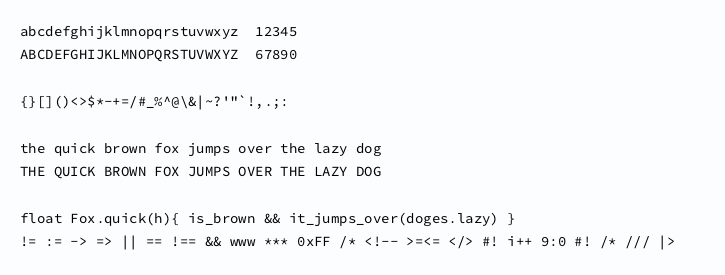 abcdefghijklmnopqrstuvwxyz  12345
ABCDEFGHIJKLMNOPQRSTUVWXYZ  67890
{}[]()<>$*-+=/#_%^@\&|~?'"`!,.;:
the quick brown fox jumps over the lazy dog
THE QUICK BROWN FOX JUMPS OVER THE LAZY DOG
float Fox.quick(h){ is_brown && it_jumps_over(doges.lazy) }
!= := -> => || == !== && www *** 0xFF /* <!-- >=<= </> #! i++ 9:0 #! /* /// |>